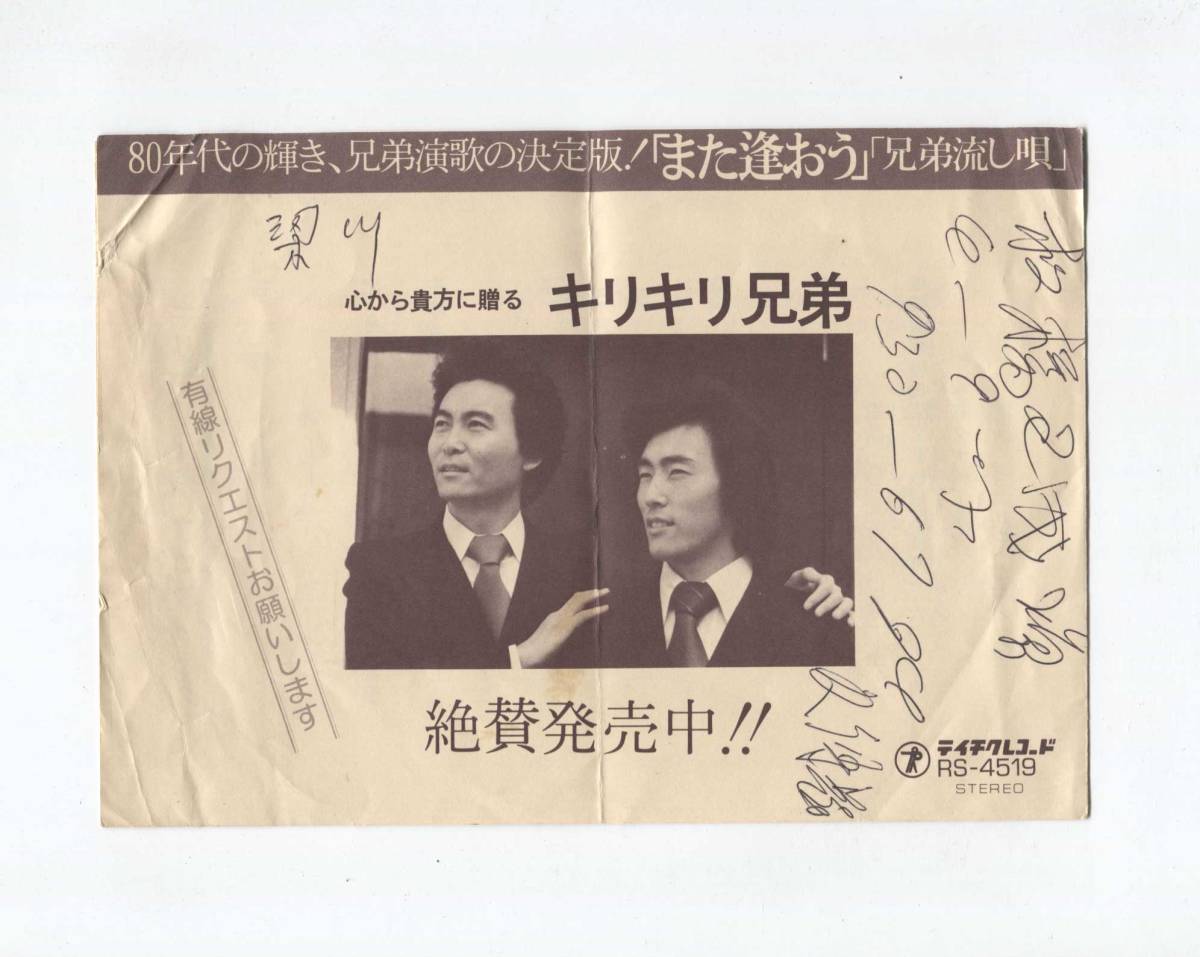 80年代の輝き、兄弟演歌の決定版!「また逢おう」「兄弟流し唄」
梁川
心から貴方に贈る キリキリ兄弟
有線リクエストお願いします
絶賛発売中!!
テイチクレコード
RS-4519
STEREO